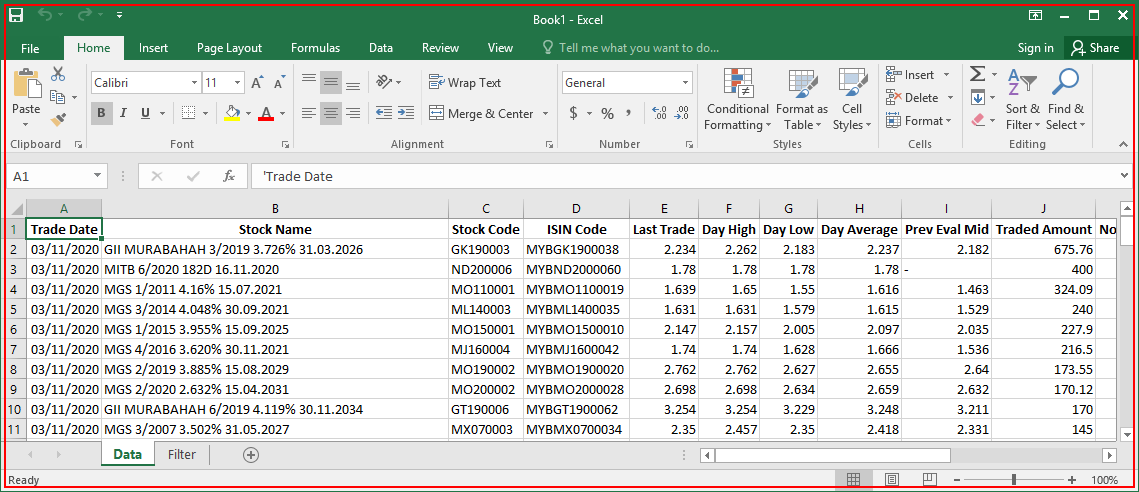 Book1 - Excel
File Home Insert Page Layout Formulas Data Review View Tell me what you want to do... Sign in Share
Paste Calibri 11 Wrap Text General Conditional Formatting Format as Table Cell Styles Insert Sort & Filter Find & Select
B I U Merge & Center $ % , Delete
Format
Clipboard Font Alignment Number Styles Cells Editing
A1 fx 'Trade Date
A B C D E F G H I J
1 Trade Date Stock Name Stock Code ISIN Code Last Trade Day High Day Low Day Average Prev Eval Mid Traded Amount No
2 03/11/2020 GII MURABAHAH 3/2019 3.726% 31.03.2026 GK190003 MYBGK1900038 2.234 2.262 2.183 2.237 2.182 675.76
3 03/11/2020 MITB 6/2020 182D 16.11.2020 ND200006 MYBND2000060 1.78 1.78 1.78 1.78 - 400
4 03/11/2020 MGS 1/2011 4.16% 15.07.2021 MO110001 MYBMO1100019 1.639 1.65 1.55 1.616 1.463 324.09
5 03/11/2020 MGS 3/2014 4.048% 30.09.2021 ML140003 MYBML1400035 1.631 1.631 1.579 1.615 1.529 240
6 03/11/2020 MGS 1/2015 3.955% 15.09.2025 MO150001 MYBMO1500010 2.147 2.157 2.005 2.097 2.035 227.9
7 03/11/2020 MGS 4/2016 3.620% 30.11.2021 MJ160004 MYBMJ1600042 1.74 1.74 1.628 1.666 1.536 216.5
8 03/11/2020 MGS 2/2019 3.885% 15.08.2029 MO190002 MYBMO1900020 2.762 2.762 2.627 2.655 2.64 173.55
9 03/11/2020 MGS 2/2020 2.632% 15.04.2031 MO200002 MYBMO2000028 2.698 2.698 2.634 2.659 2.632 170.12
10 03/11/2020 GII MURABAHAH 6/2019 4.119% 30.11.2034 GT190006 MYBGT1900062 3.254 3.254 3.229 3.248 3.211 170
11 03/11/2020 MGS 3/2007 3.502% 31.05.2027 MX070003 MYBMX0700034 2.35 2.457 2.35 2.418 2.331 145
Data Filter
Ready 100%